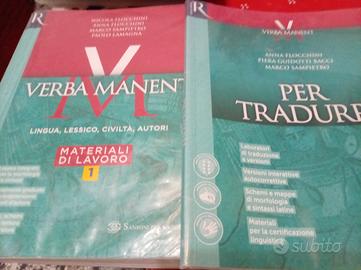 NICOLA FLOCCHINI
ANNA FLOCCHINI
MARCO SAMPIETRO
PAOLO LAMAGNA
VERBA MANENT
LINGUA, LESSICO, CIVILTÀ, AUTORI
MATERIALI
DI LAVORO
1
SANSONI
R
VERBA MANENT
ANNA FLOCCHINI
PIERA GUIDOTTI BACCI
MARCO SAMPIETRO
PER
TRADURRE
Laboratori
di traduzione
e versioni
Versioni interattive
Autocorrettive
Schemi e mappe
di morfologia
e sintassi latine
Materiali
per la certificazione
linguistica
subito